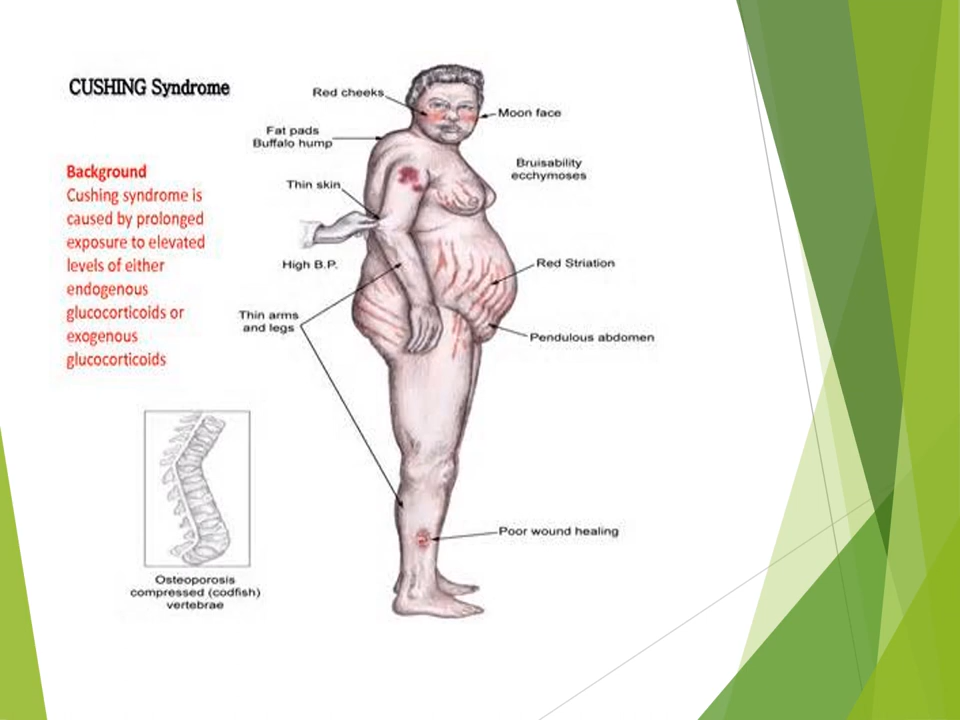 CUSHING Syndrome
Background
Cushing syndrome is
caused by prolonged
exposure to elevated
levels of either
endogenous
glucocorticoids or
exogenous
glucocorticoids
Red cheeks
Moon face
Fat pads
Buffalo hump
Bruisability
ecchymoses
Thin skin
High B.P.
Red Striation
Thin arms
and legs
Pendulous abdomen
Poor wound healing
Osteoporosis
compressed (codfish)
vertebrae